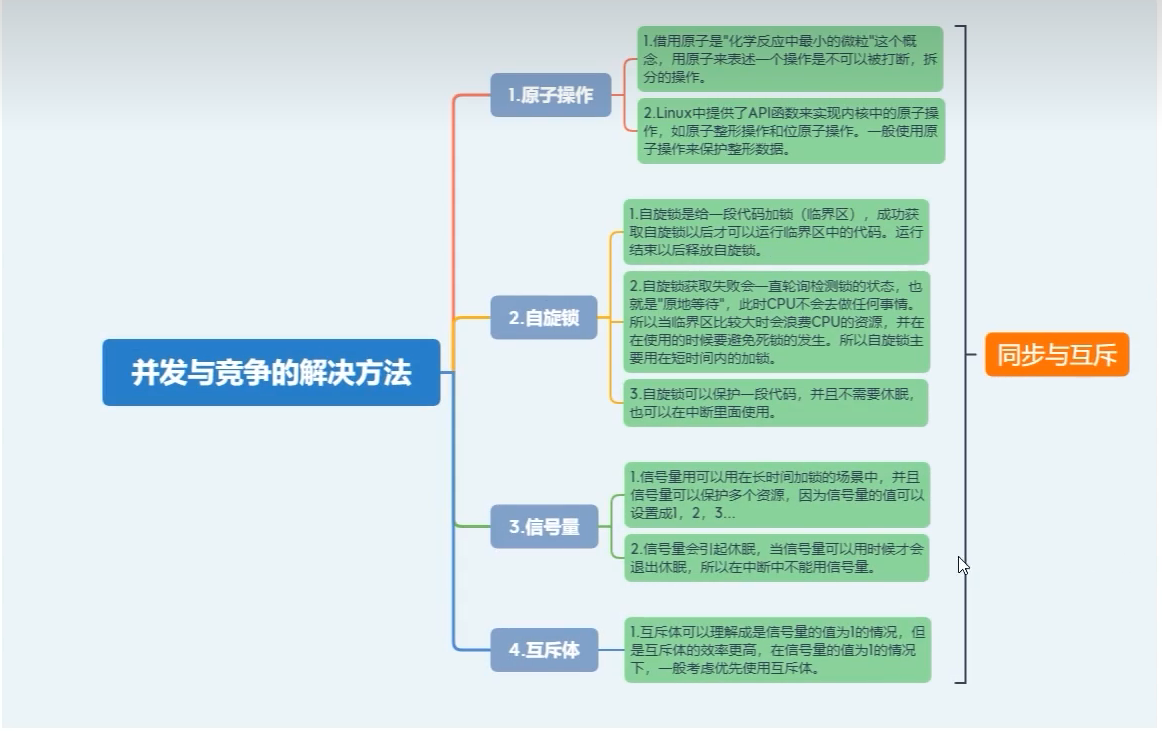 并发与竞争的解决方法
1.原子操作
1.借用原子是"化学反应中最小的微粒"这个概
念，用原子来表述一个操作是不可以被打断，拆
分的操作。
2.Linux中提供了API函数来实现内核中的原子操
作，如原子整形操作和位原子操作。一般使用原
子操作来保护整形数据。
2.自旋锁
1.自旋锁是给一段代码加锁（临界区），成功获
取自旋锁以后才可以运行临界区中的代码。运行
结束以后释放自旋锁。
2.自旋锁获取失败会一直轮询检测锁的状态，也
就是"原地等待"，此时CPU不会去做任何事情。
所以当临界区比较大时会浪费CPU的资源，并在
在使用的时候要避免死锁的发生。所以自旋锁主
要用在短时间内的加锁。
3.自旋锁可以保护一段代码，并且不需要休眠，
也可以在中断里面使用。
3.信号量
1.信号量用可以用在长时间加锁的场景中，并且
信号量可以保护多个资源，因为信号量的值可以
设置成1，2，3...
2.信号量会引起休眠，当信号量可以用时候才会
退出休眠，所以在中断中不能用信号量。
4.互斥体
1.互斥体可以理解成是信号量的值为1的情况，但
是互斥体的效率更高，在信号量的值为1的情况
下，一般考虑优先使用互斥体。
同步与互斥